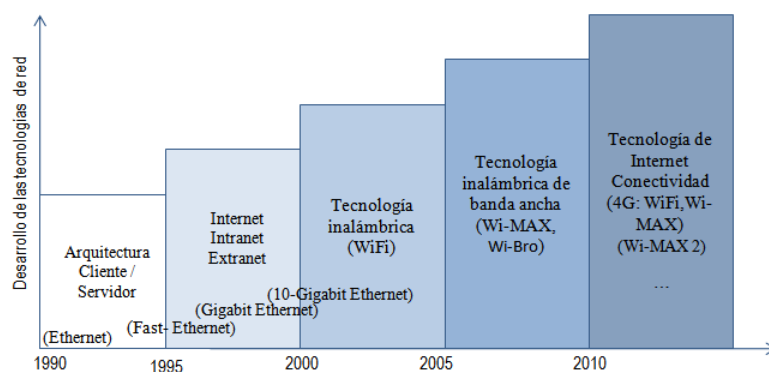 Desarrollo de las tecnologías de red
Arquitectura
Cliente /
Servidor
(Ethernet)
(Fast- Ethernet)
Internet
Intranet
Extranet
(Gigabit Ethernet)
(10-Gigabit Ethernet)
Tecnología
inalámbrica
(WiFi)
Tecnología
inalámbrica de
banda ancha
(Wi-MAX,
Wi-Bro)
Tecnología de
Internet
Conectividad
(4G: WiFi,Wi-
MAX)
(Wi-MAX 2)
...
1990
1995
2000
2005
2010